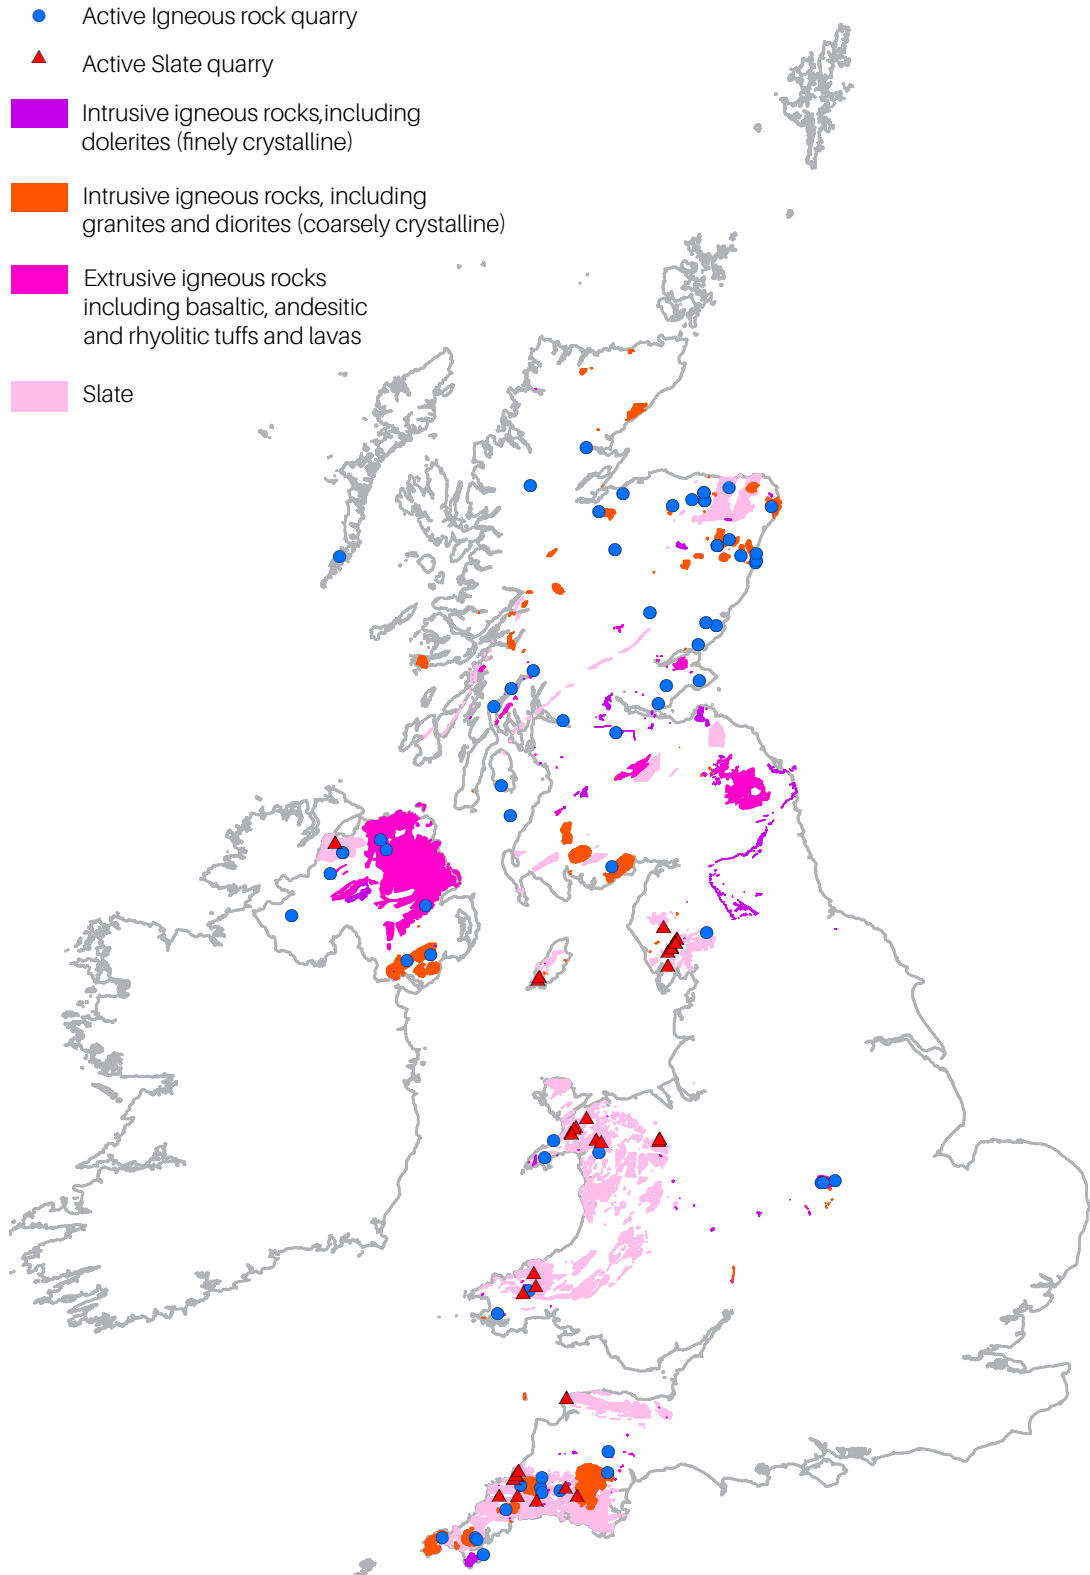 Active Igneous rock quarry
Active Slate quarry
Intrusive igneous rocks,including
dolerites (finely crystalline)
Intrusive igneous rocks, including
granites and diorites (coarsely crystalline)
Extrusive igneous rocks
including basaltic, andesitic
and rhyolitic tuffs and lavas
Slate